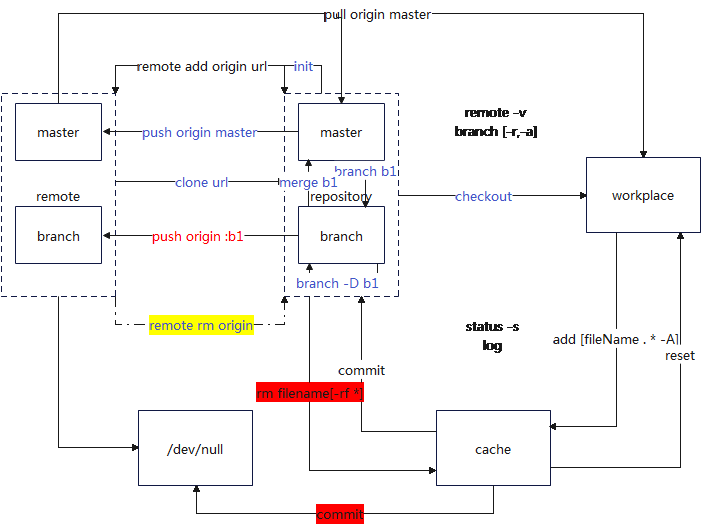 pull origin master
remote add origin url
init
master
push origin master
master
remote –v
branch [–r,–a]
branch b1
clone url
merge b1
remote
repository
checkout
workplace
branch
push origin :b1
branch
branch -D b1
remote rm origin
status –s
log
add [fileName . * -A]
reset
commit
rm filename[-rf *]
/dev/null
cache
commit